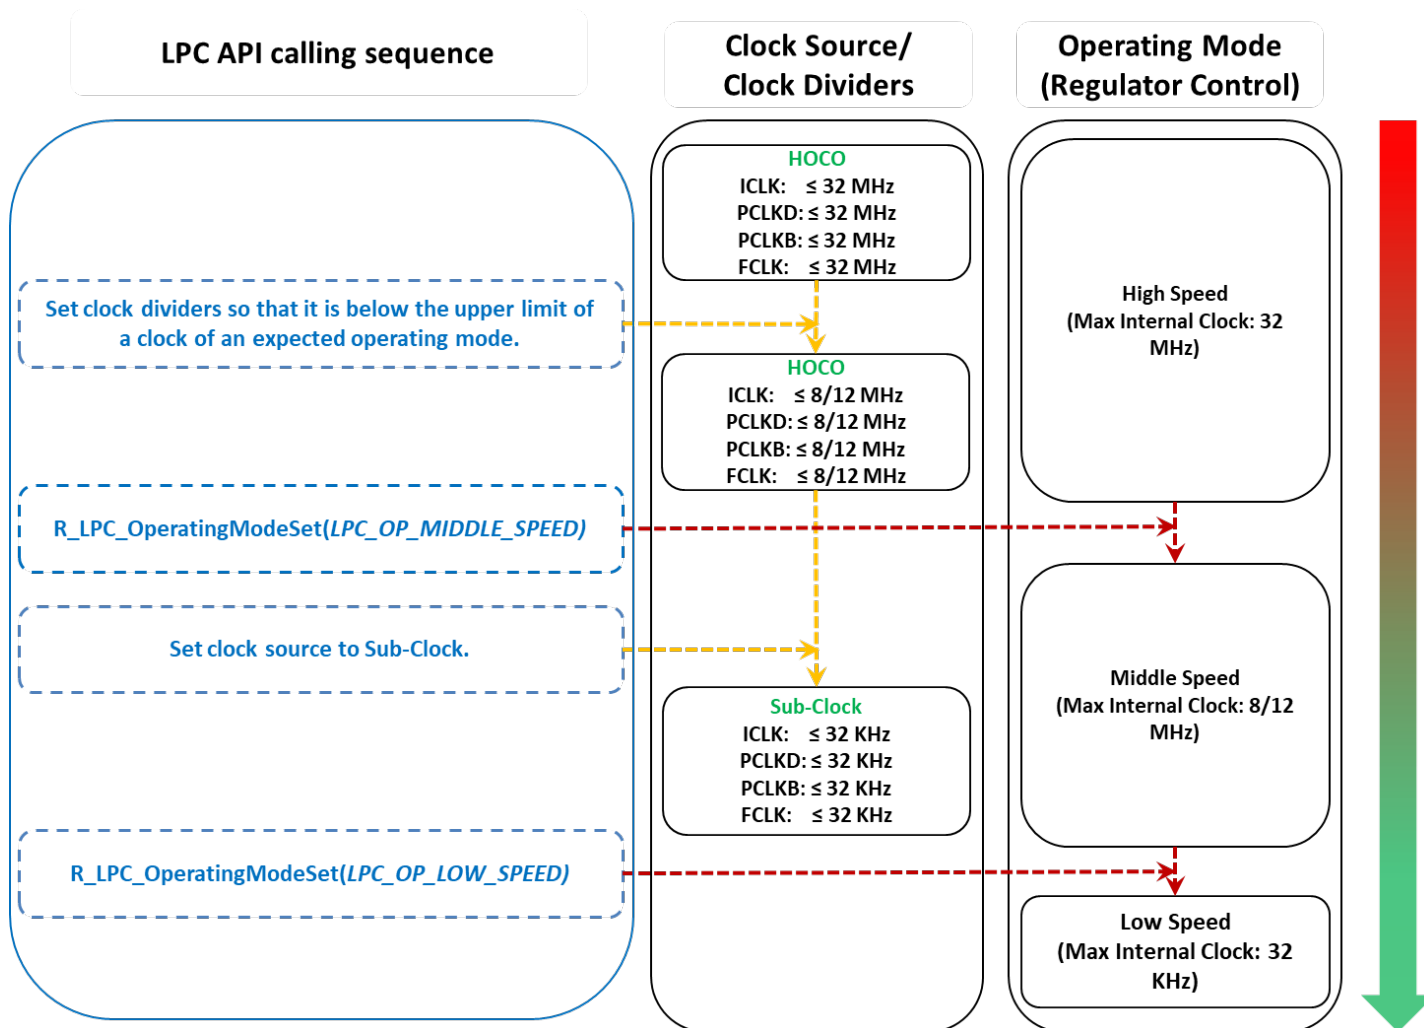 LPC API calling sequence
Clock Source/
Clock Dividers
Operating Mode
(Regulator Control)
HOCO
ICLK: ≤ 32 MHz
PCLKD: ≤ 32 MHz
PCLKB: ≤ 32 MHz
FCLK: ≤ 32 MHz
Set clock dividers so that it is below the upper limit of
a clock of an expected operating mode.
High Speed
(Max Internal Clock: 32
MHz)
HOCO
ICLK: ≤ 8/12 MHz
PCLKD: ≤ 8/12 MHz
PCLKB: ≤ 8/12 MHz
FCLK: ≤ 8/12 MHz
R_LPC_OperatingModeSet(LPC_OP_MIDDLE_SPEED)
Set clock source to Sub-Clock.
Middle Speed
(Max Internal Clock: 8/12
MHz)
Sub-Clock
ICLK: ≤ 32 KHz
PCLKD: ≤ 32 KHz
PCLKB: ≤ 32 KHz
FCLK: ≤ 32 KHz
R_LPC_OperatingModeSet(LPC_OP_LOW_SPEED)
Low Speed
(Max Internal Clock: 32
KHz)